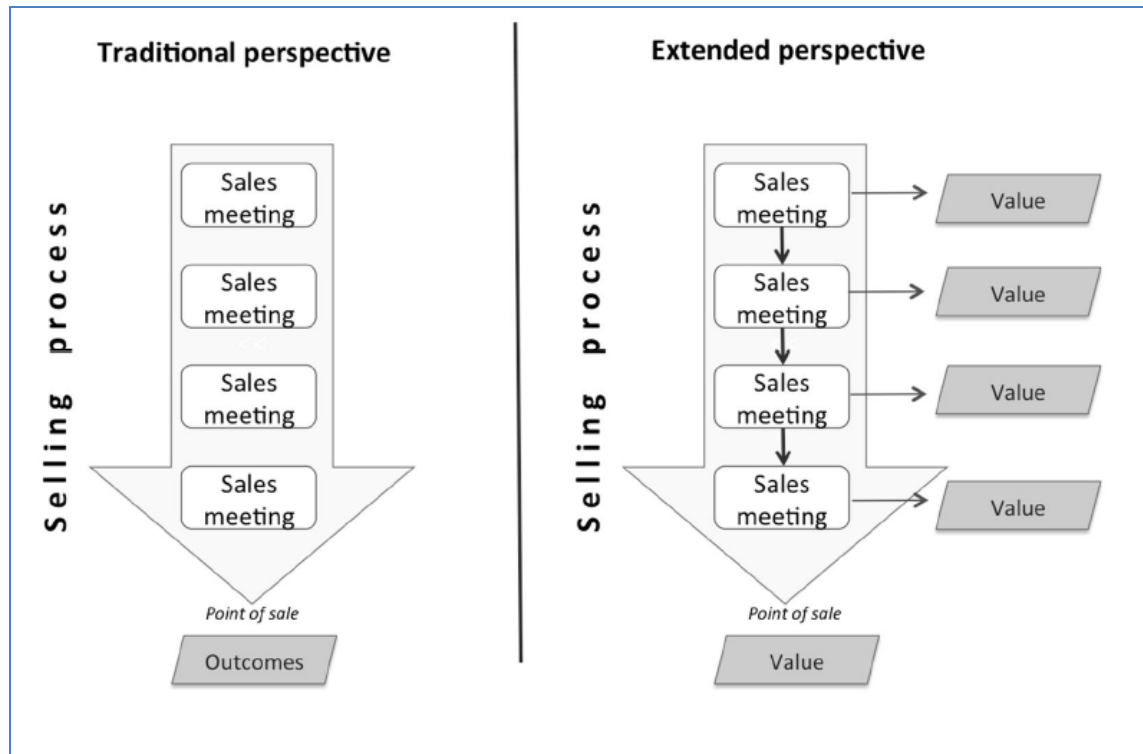 Traditional perspective
Selling process
Sales
meeting
Sales
meeting
Sales
meeting
Sales
meeting
Point of sale
Outcomes
Extended perspective
Selling process
Sales
meeting
Value
Sales
meeting
Value
Sales
meeting
Value
Sales
meeting
Value
Point of sale
Value